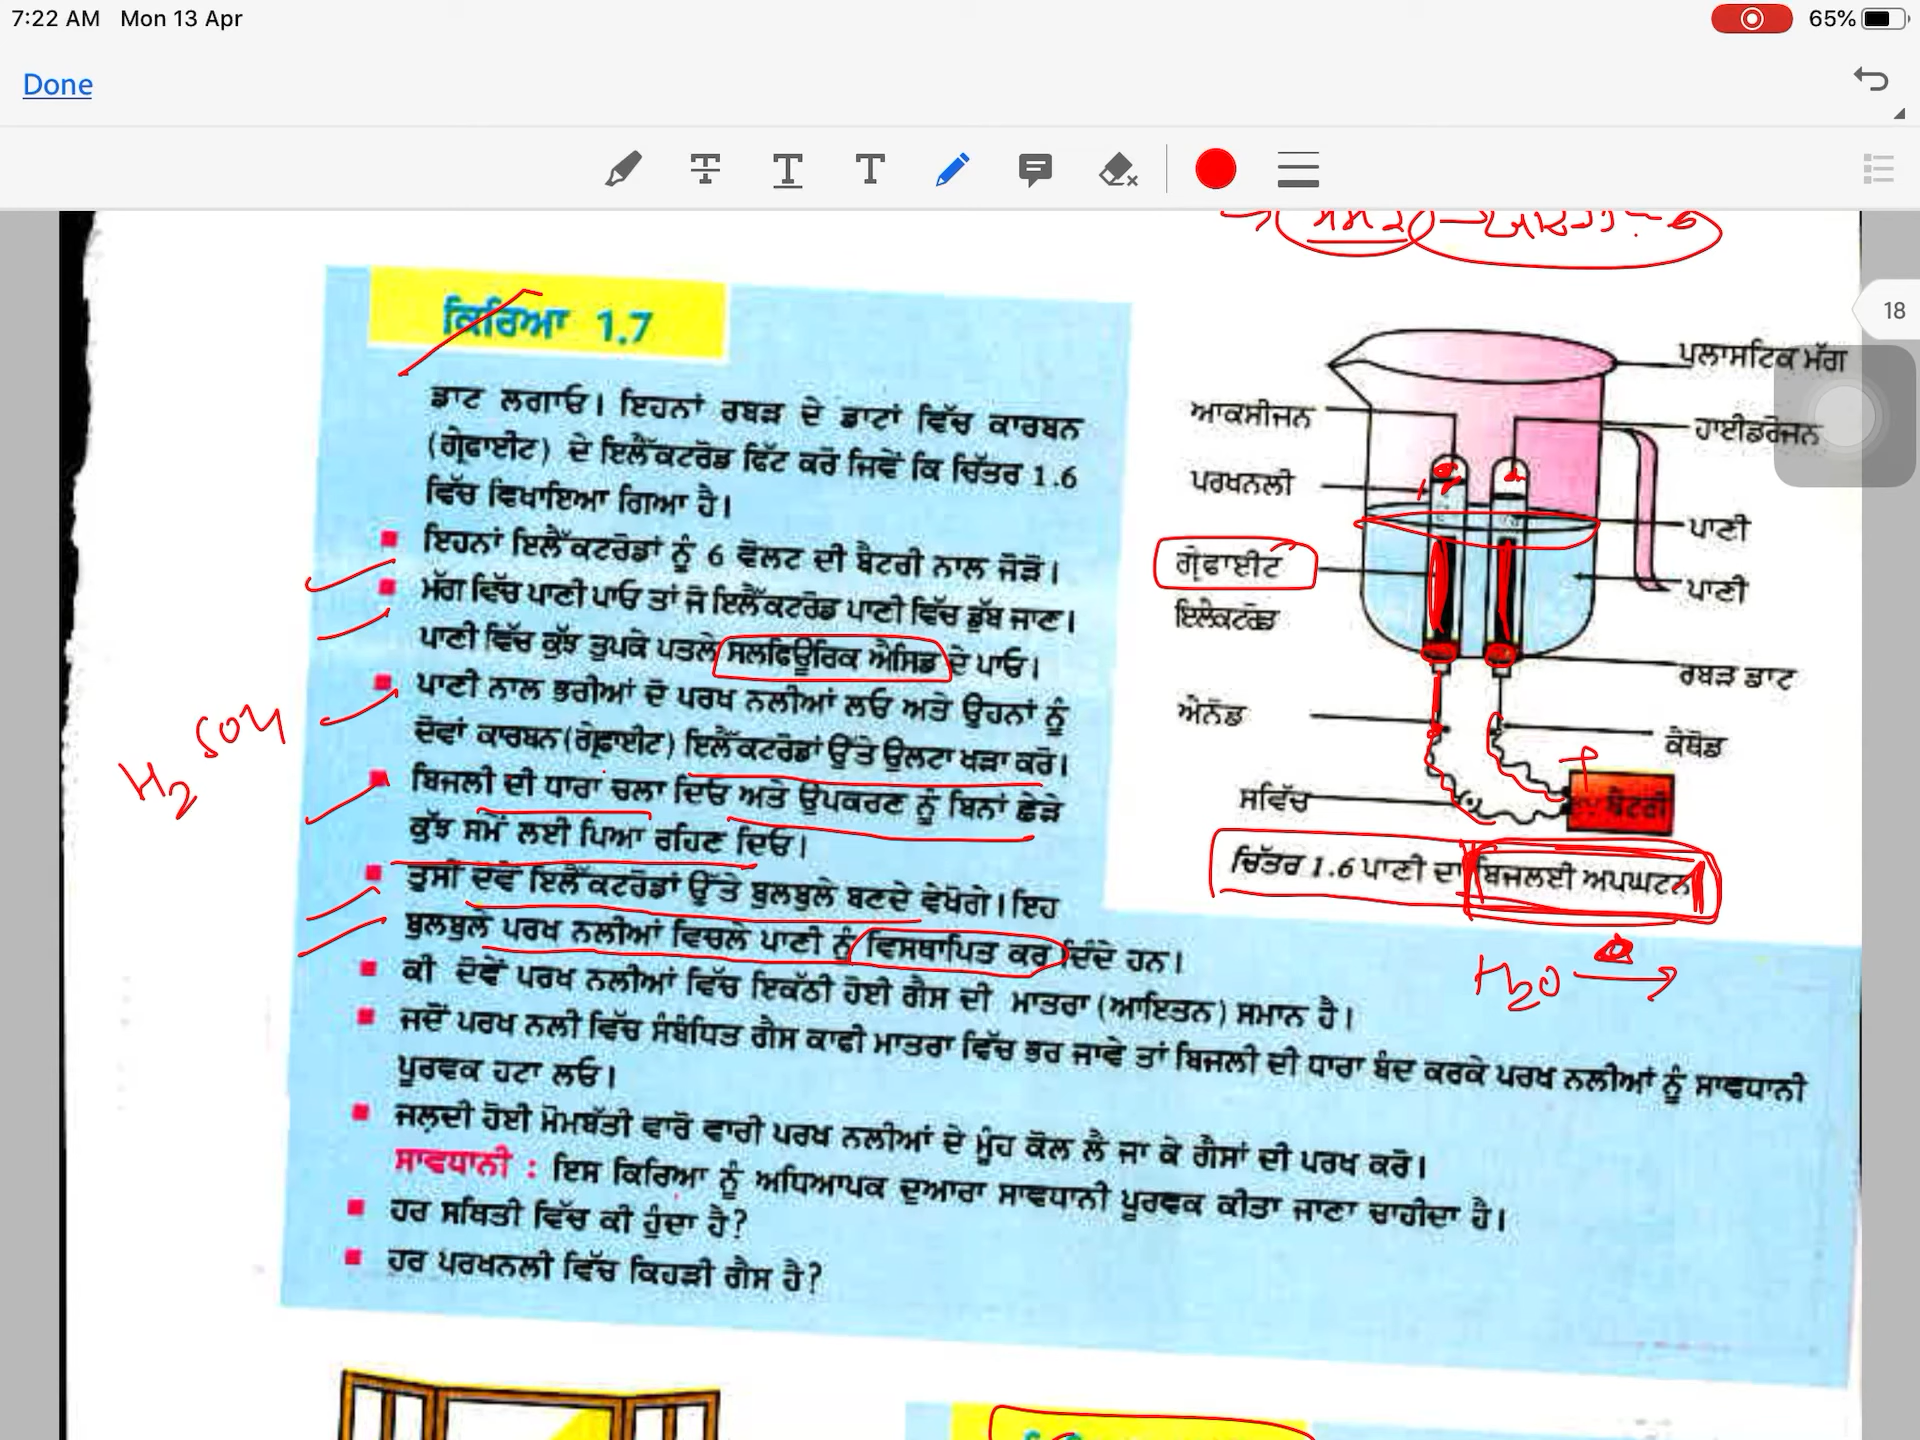 7:22 AM Mon 13 Apr
65%
Done
18
ਕਿਰਿਆ 1.7
ਡਾਟ ਲਗਾਓ। ਇਹਨਾਂ ਰਬੜ ਦੇ ਡਾਟਾਂ ਵਿੱਚ ਕਾਰਬਨ
(ਗ੍ਰੇਫਾਈਟ) ਦੇ ਇਲੈੱਕਟਰੋਡ ਫਿੱਟ ਕਰੋ ਜਿਵੇਂ ਕਿ ਚਿੱਤਰ 1.6
ਵਿੱਚ ਵਿਖਾਇਆ ਗਿਆ ਹੈ।
ਇਹਨਾਂ ਇਲੈੱਕਟਰੋਡਾਂ ਨੂੰ 6 ਵੋਲਟ ਦੀ ਬੈਟਰੀ ਨਾਲ ਜੋੜੋ।
ਮੱਗ ਵਿੱਚ ਪਾਣੀ ਪਾਓ ਤਾਂ ਜੋ ਇਲੈੱਕਟਰੋਡ ਪਾਣੀ ਵਿੱਚ ਡੁੱਬ ਜਾਣ।
ਪਾਣੀ ਵਿੱਚ ਕੁੱਝ ਤੁਪਕੇ ਪਤਲੇ ਸਲਫਿਊਰਿਕ ਐਸਿਡ ਦੇ ਪਾਓ।
ਪਾਣੀ ਨਾਲ ਭਰੀਆਂ ਦੋ ਪਰਖ ਨਲੀਆਂ ਲਓ ਅਤੇ ਉਹਨਾਂ ਨੂੰ
ਦੋਵਾਂ ਕਾਰਬਨ(ਗ੍ਰੇਫਾਈਟ) ਇਲੈੱਕਟਰੋਡਾਂ ਉੱਤੇ ਉਲਟਾ ਖੜਾ ਕਰੋ।
ਬਿਜਲੀ ਦੀ ਧਾਰਾ ਚਲਾ ਦਿਓ ਅਤੇ ਉਪਕਰਣ ਨੂੰ ਬਿਨਾਂ ਛੇੜੇ
ਕੁੱਝ ਸਮੇਂ ਲਈ ਪਿਆ ਰਹਿਣ ਦਿਓ।
ਤੁਸੀਂ ਦੋਵੇਂ ਇਲੈੱਕਟਰੋਡਾਂ ਉੱਤੇ ਬੁਲਬੁਲੇ ਬਣਦੇ ਵੇਖੋਗੇ। ਇਹ
ਬੁਲਬੁਲੇ ਪਰਖ ਨਲੀਆਂ ਵਿਚਲੇ ਪਾਣੀ ਨੂੰ ਵਿਸਥਾਪਿਤ ਕਰ ਦਿੰਦੇ ਹਨ।
ਕੀ ਦੋਵੇਂ ਪਰਖ ਨਲੀਆਂ ਵਿੱਚ ਇਕੱਠੀ ਹੋਈ ਗੈਸ ਦੀ ਮਾਤਰਾ (ਆਇਤਨ) ਸਮਾਨ ਹੈ।
ਜਦੋਂ ਪਰਖ ਨਲੀ ਵਿੱਚ ਸੰਬੰਧਿਤ ਗੈਸ ਕਾਫੀ ਮਾਤਰਾ ਵਿੱਚ ਭਰ ਜਾਵੇ ਤਾਂ ਬਿਜਲੀ ਦੀ ਧਾਰਾ ਬੰਦ ਕਰਕੇ ਪਰਖ ਨਲੀਆਂ ਨੂੰ ਸਾਵਧਾਨੀ
ਪੂਰਵਕ ਹਟਾ ਲਓ।
ਜਲਦੀ ਹੋਈ ਮੋਮਬੱਤੀ ਵਾਰੋ ਵਾਰੀ ਪਰਖ ਨਲੀਆਂ ਦੇ ਮੂੰਹ ਕੋਲ ਲੈ ਜਾ ਕੇ ਗੈਸਾਂ ਦੀ ਪਰਖ ਕਰੋ।
ਸਾਵਧਾਨੀ : ਇਸ ਕਿਰਿਆ ਨੂੰ ਅਧਿਆਪਕ ਦੁਆਰਾ ਸਾਵਧਾਨੀ ਪੂਰਵਕ ਕੀਤਾ ਜਾਣਾ ਚਾਹੀਦਾ ਹੈ।
ਹਰ ਸਥਿਤੀ ਵਿੱਚ ਕੀ ਹੁੰਦਾ ਹੈ?
ਹਰ ਪਰਖਨਲੀ ਵਿੱਚ ਕਿਹੜੀ ਗੈਸ ਹੈ?
H2 SO4
ਪਲਾਸਟਿਕ ਮੱਗ
ਆਕਸੀਜਨ
ਹਾਈਡਰੋਜਨ
ਪਰਖਨਲੀ
ਪਾਣੀ
ਗ੍ਰੇਫਾਈਟ
ਇਲੈਕਟਰੋਡ
ਪਾਣੀ
ਰਬੜ ਡਾਟ
ਐਨੋਡ
ਕੈਥੋਡ
ਸਵਿੱਚ
ਬੈਟਰੀ
ਚਿੱਤਰ 1.6 ਪਾਣੀ ਦਾ ਬਿਜਲਈ ਅਪਘਟਨ
H2O →